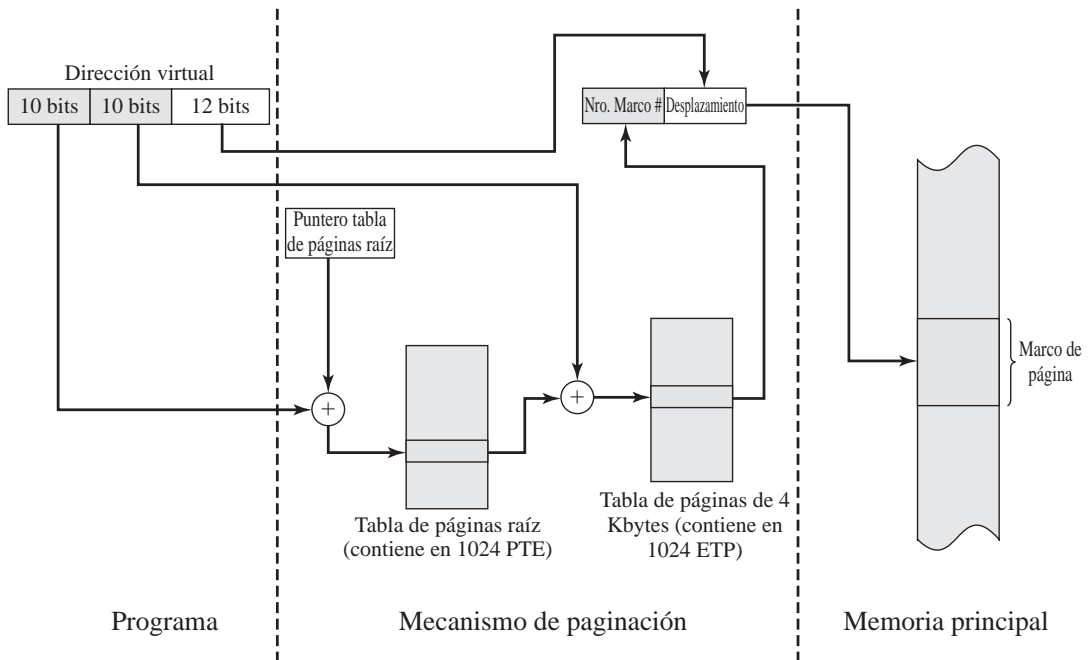 Dirección virtual
10 bits
10 bits
12 bits
Nro. Marco #
Desplazamiento
Puntero tabla
de páginas raíz
+
+
Marco de
página
Tabla de páginas raíz
(contiene en 1024 PTE)
Tabla de páginas de 4
Kbytes (contiene en
1024 ETP)
Programa
Mecanismo de paginación
Memoria principal